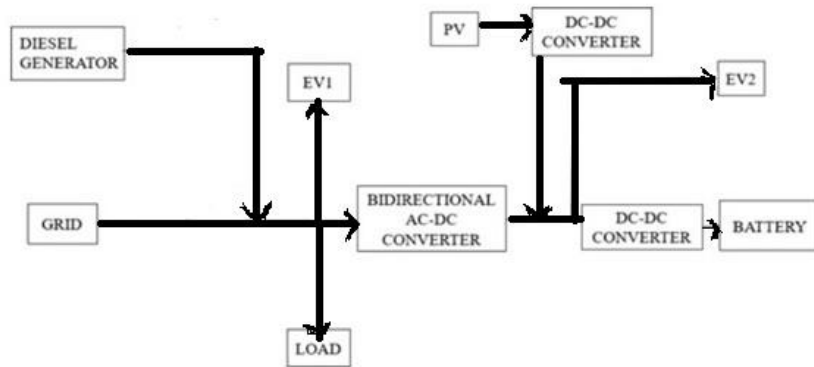 DIESEL
GENERATOR
PV
DC-DC
CONVERTER
EV1
EV2
GRID
BIDIRECTIONAL
AC-DC
CONVERTER
DC-DC
CONVERTER
BATTERY
LOAD